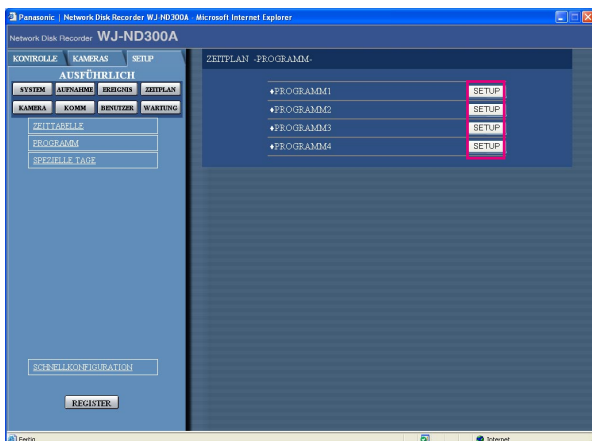 Panasonic | Network Disk Recorder WJ-ND300A - Microsoft Internet Explorer
Network Disk Recorder WJ-ND300A
KONTROLLE KAMERAS SETUP
AUSFÜHRLICH
SYSTEM AUFNAHME EREIGNIS ZEITPLAN
KAMERA KOMM BENUTZER WARTUNG
ZEITTABELLE
PROGRAMM
SPEZIELLE TAGE
SCHNELLKONFIGURATION
REGISTER
ZEITPLAN -PROGRAMM-
♦PROGRAMM1 SETUP
♦PROGRAMM2 SETUP
♦PROGRAMM3 SETUP
♦PROGRAMM4 SETUP
Fertig Internet